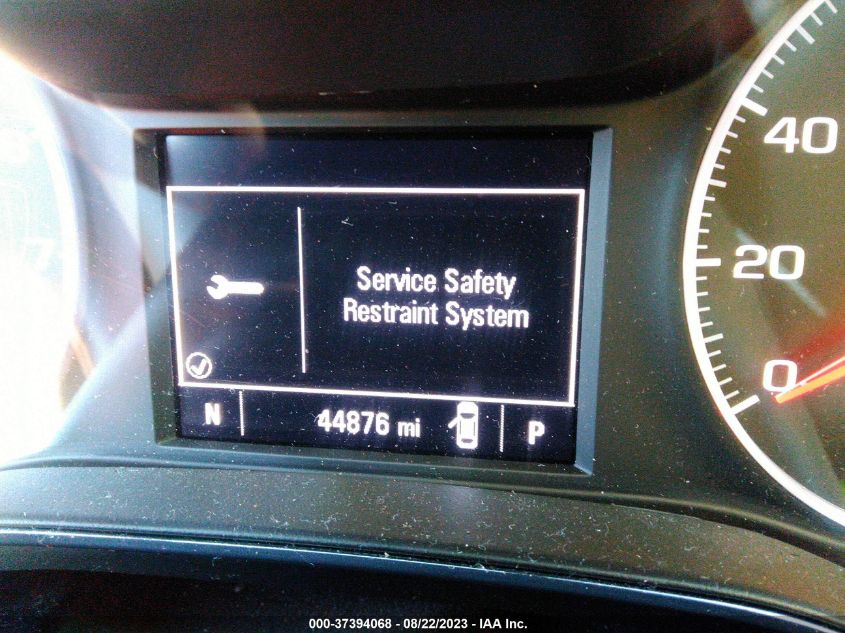 40
20
0
Service Safety
Restraint System
N
44876 mi
P
000-37394068 - 08/22/2023 - IAA Inc.